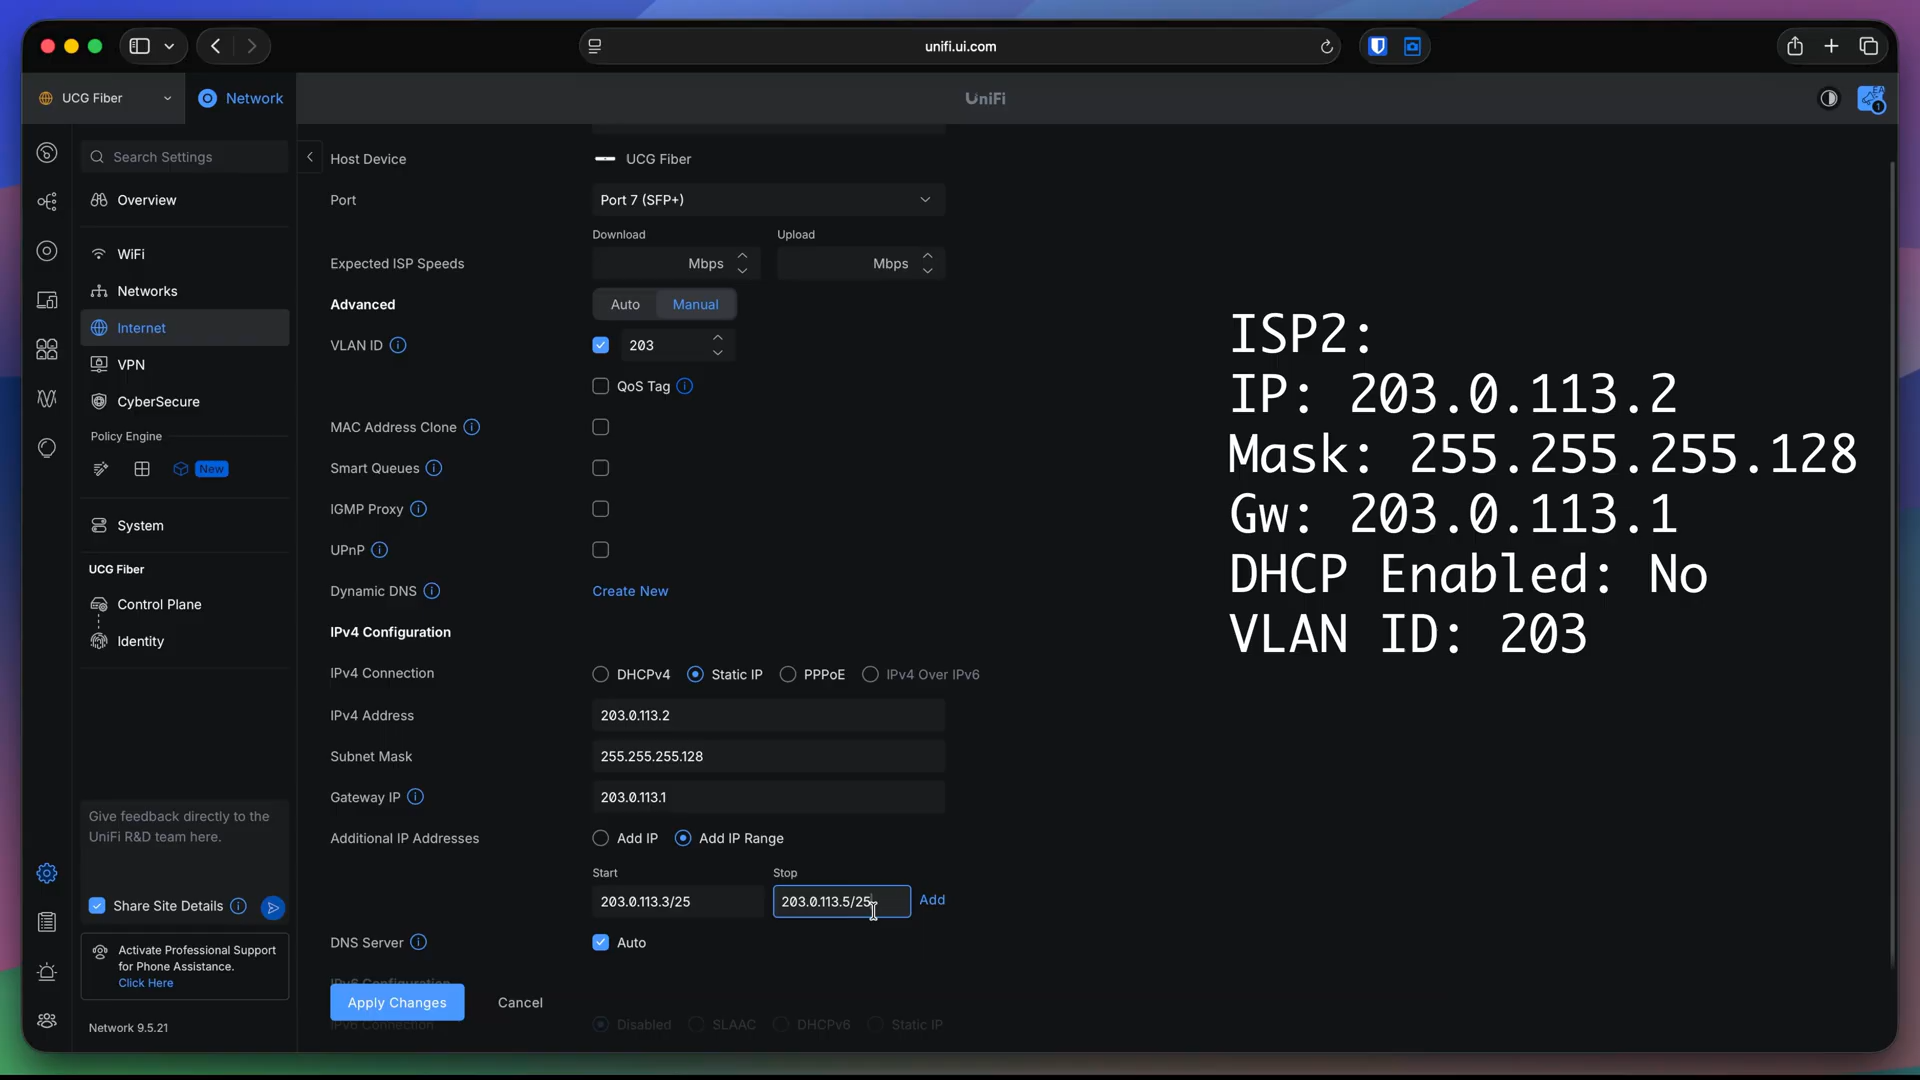 unifi.ui.com
UCG Fiber
Network
UniFi
1
Search Settings
Overview
WiFi
Networks
Internet
VPN
CyberSecure
Policy Engine
New
System
UCG Fiber
Control Plane
Identity
Give feedback directly to the
UniFi R&D team here.
Share Site Details
Activate Professional Support
for Phone Assistance.
Click Here
Network 9.5.21
Host Device
UCG Fiber
Port
Port 7 (SFP+)
Download
Upload
Expected ISP Speeds
Mbps
Mbps
Advanced
Auto
Manual
VLAN ID
203
QoS Tag
MAC Address Clone
Smart Queues
IGMP Proxy
UPnP
Dynamic DNS
Create New
IPv4 Configuration
IPv4 Connection
DHCPv4
Static IP
PPPoE
IPv4 Over IPv6
IPv4 Address
203.0.113.2
Subnet Mask
255.255.255.128
Gateway IP
203.0.113.1
Additional IP Addresses
Add IP
Add IP Range
Start
Stop
203.0.113.3/25
203.0.113.5/25
Add
DNS Server
Auto
IPv6 Configuration
Apply Changes
Cancel
IPv6 Connection
Disabled
SLAAC
DHCPv6
Static IP
ISP2:
IP: 203.0.113.2
Mask: 255.255.255.128
Gw: 203.0.113.1
DHCP Enabled: No
VLAN ID: 203